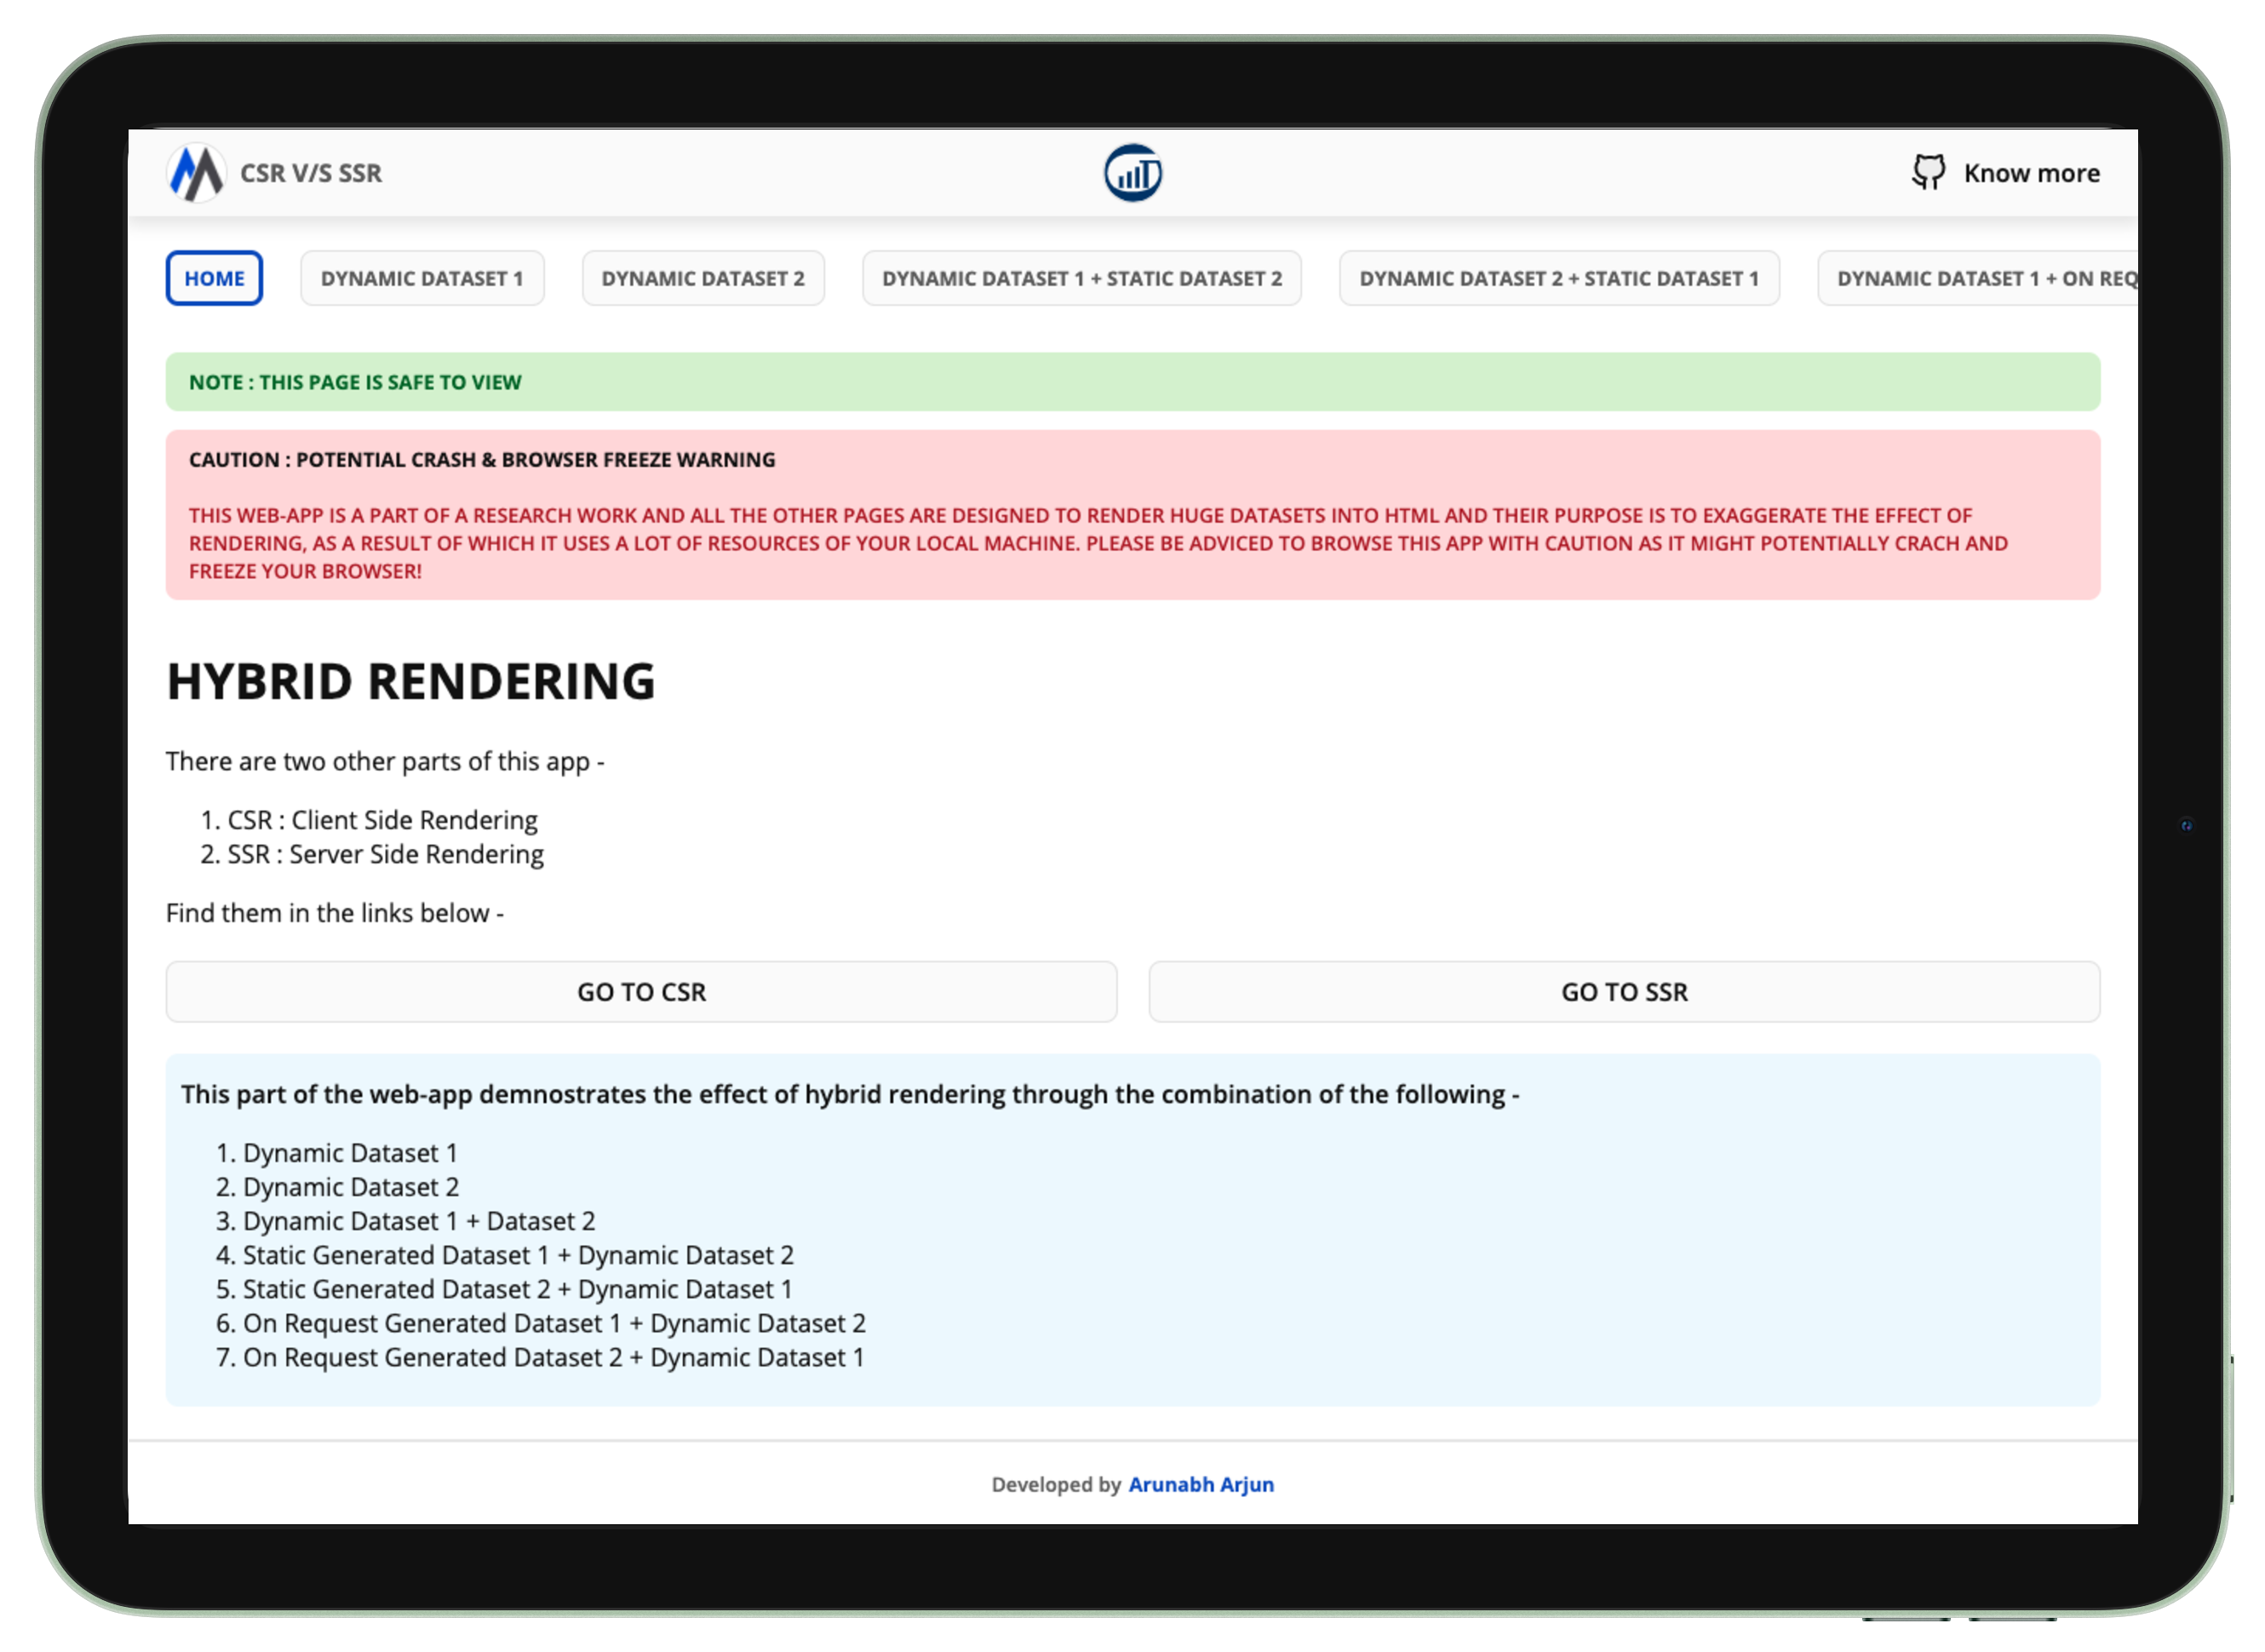 CSR V/S SSR
Know more
HOME
DYNAMIC DATASET 1
DYNAMIC DATASET 2
DYNAMIC DATASET 1 + STATIC DATASET 2
DYNAMIC DATASET 2 + STATIC DATASET 1
DYNAMIC DATASET 1 + ON REQ
NOTE : THIS PAGE IS SAFE TO VIEW
CAUTION : POTENTIAL CRASH & BROWSER FREEZE WARNING
THIS WEB-APP IS A PART OF A RESEARCH WORK AND ALL THE OTHER PAGES ARE DESIGNED TO RENDER HUGE DATASETS INTO HTML AND THEIR PURPOSE IS TO EXAGGERATE THE EFFECT OF
RENDERING, AS A RESULT OF WHICH IT USES A LOT OF RESOURCES OF YOUR LOCAL MACHINE. PLEASE BE ADVICED TO BROWSE THIS APP WITH CAUTION AS IT MIGHT POTENTIALLY CRACH AND
FREEZE YOUR BROWSER!
HYBRID RENDERING
There are two other parts of this app -
1. CSR : Client Side Rendering
2. SSR : Server Side Rendering
Find them in the links below -
GO TO CSR
GO TO SSR
This part of the web-app demnostrates the effect of hybrid rendering through the combination of the following -
1. Dynamic Dataset 1
2. Dynamic Dataset 2
3. Dynamic Dataset 1 + Dataset 2
4. Static Generated Dataset 1 + Dynamic Dataset 2
5. Static Generated Dataset 2 + Dynamic Dataset 1
6. On Request Generated Dataset 1 + Dynamic Dataset 2
7. On Request Generated Dataset 2 + Dynamic Dataset 1
Developed by Arunabh Arjun